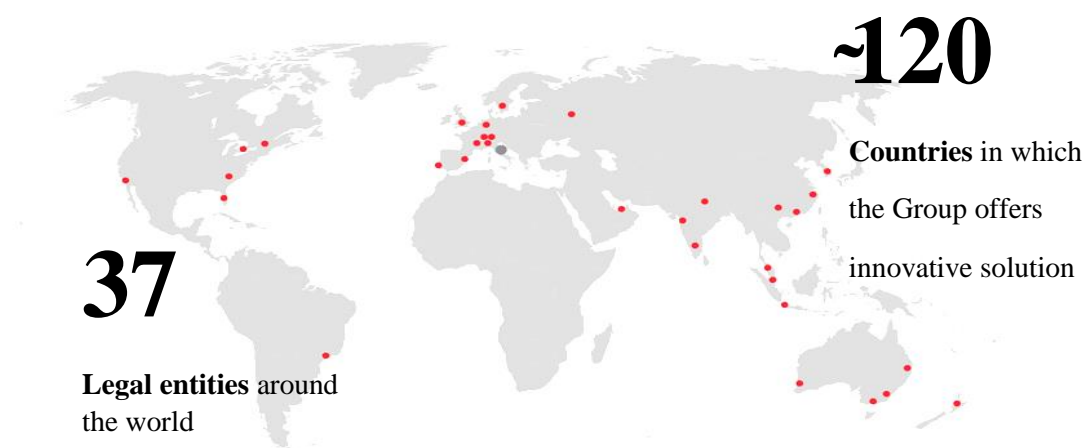 ~120
Countries in which
the Group offers
innovative solution
37
Legal entities around
the world